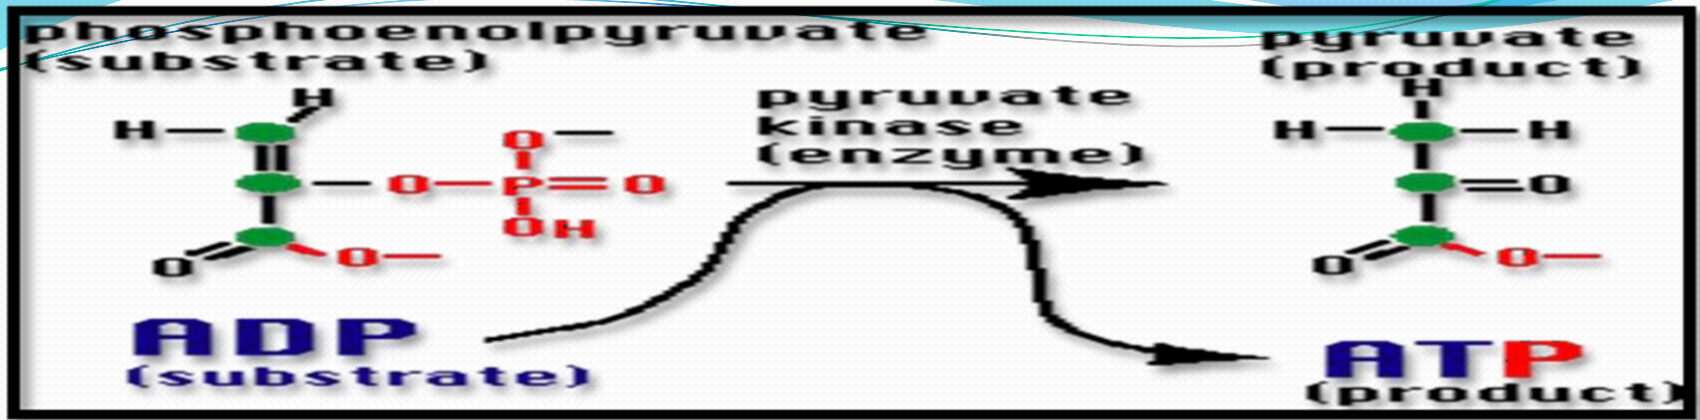 phosphoenolpyruvate
(substrate)
pyruvate
(product)
pyruvate
kinase
(enzyme)
H
H
O
O P O
OH
O
O
H
H H
O
O
O
ADP
(substrate)
ATP
(product)